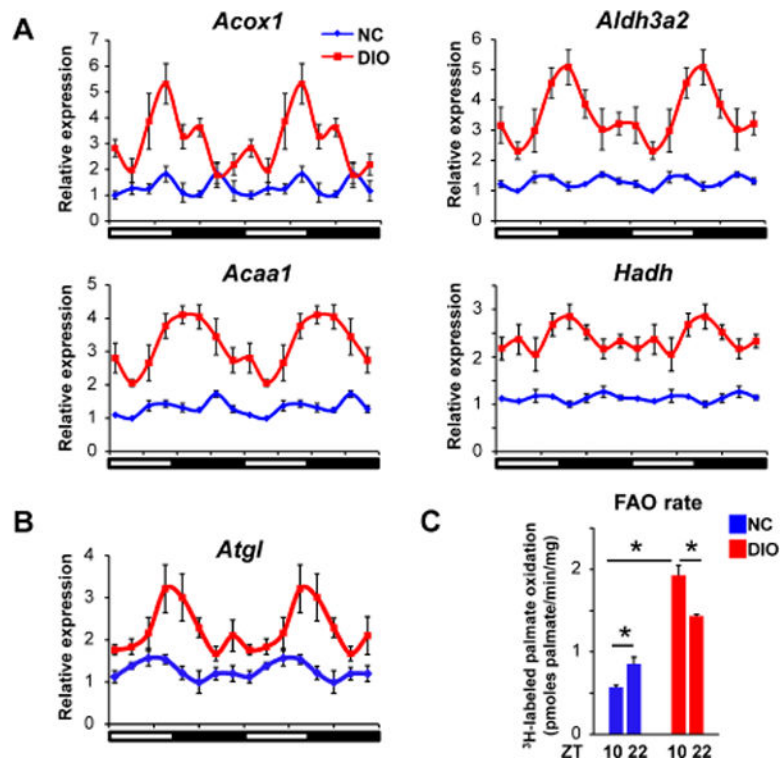 A
Acox1
NC
DIO
Relative expression
7
6
5
4
3
2
1
0
Aldh3a2
Relative expression
6
5
4
3
2
1
0
Acaa1
Relative expression
5
4
3
2
1
0
Hadh
Relative expression
3
2
1
0
B
Atgl
Relative expression
4
3
2
1
0
C
FAO rate
NC
DIO
³H-labeled palmate oxidation
(pmoles palmate/min/mg)
2
1
0
* * *
ZT 10 22 10 22